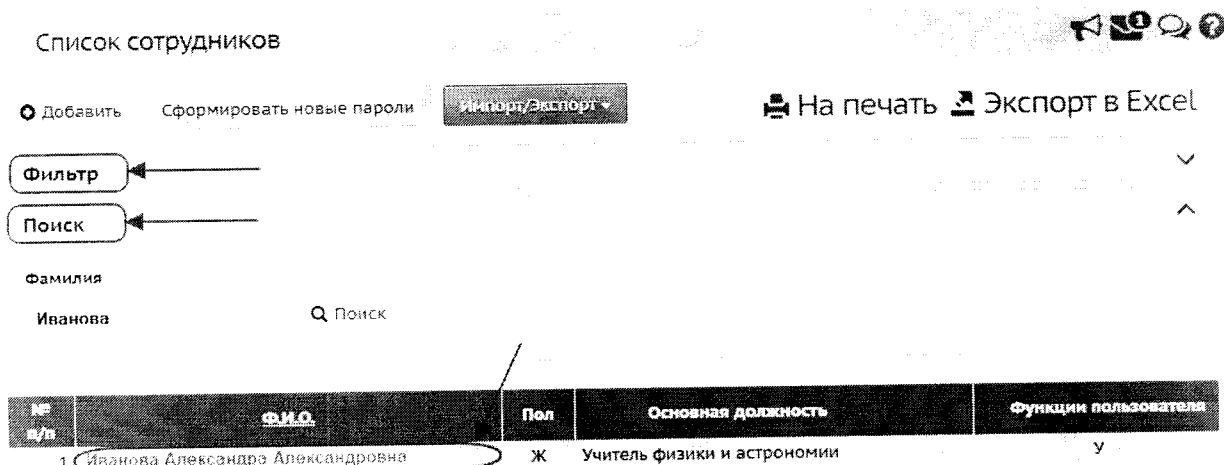 Список сотрудников
1
Добавить Сформировать новые пароли Импорт/Экспорт На печать Экспорт в Excel
Фильтр
Поиск
Фамилия
Иванова Поиск
№ п/п Ф.И.О. Пол Основная должность Функции пользователя
1 Иванова Александра Александровна Ж Учитель физики и астрономии У